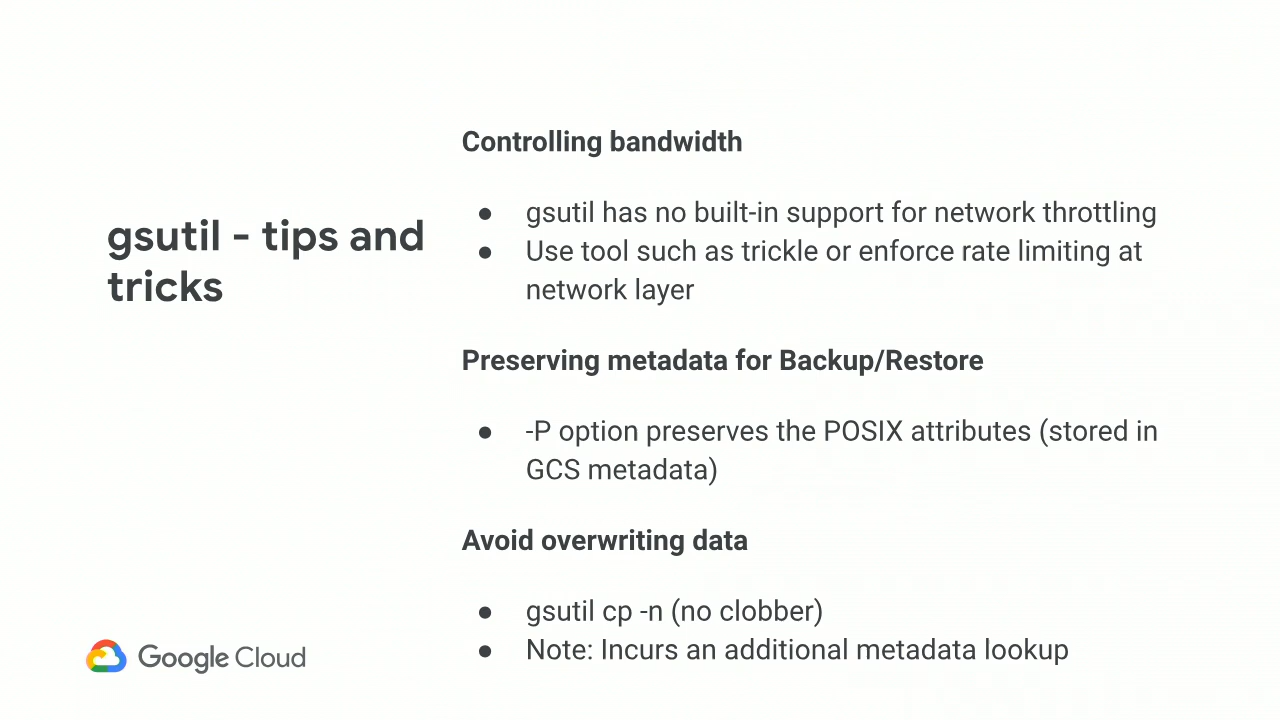 gsutil - tips and
tricks
Controlling bandwidth
● gsutil has no built-in support for network throttling
● Use tool such as trickle or enforce rate limiting at
network layer
Preserving metadata for Backup/Restore
● -P option preserves the POSIX attributes (stored in
GCS metadata)
Avoid overwriting data
● gsutil cp -n (no clobber)
● Note: Incurs an additional metadata lookup
Google Cloud